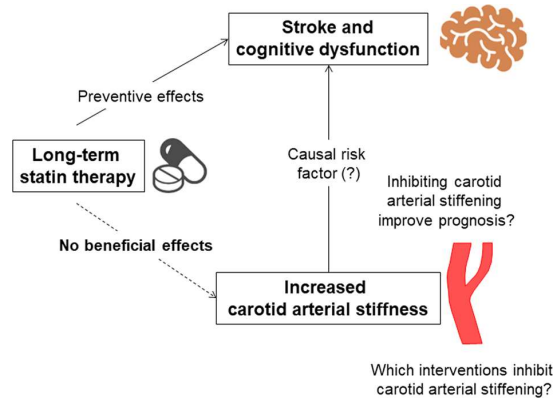 Stroke and
cognitive dysfunction
Preventive effects
Long-term
statin therapy
Causal risk
factor (?)
Inhibiting carotid
arterial stiffening
improve prognosis?
No beneficial effects
Increased
carotid arterial stiffness
Which interventions inhibit
carotid arterial stiffening?